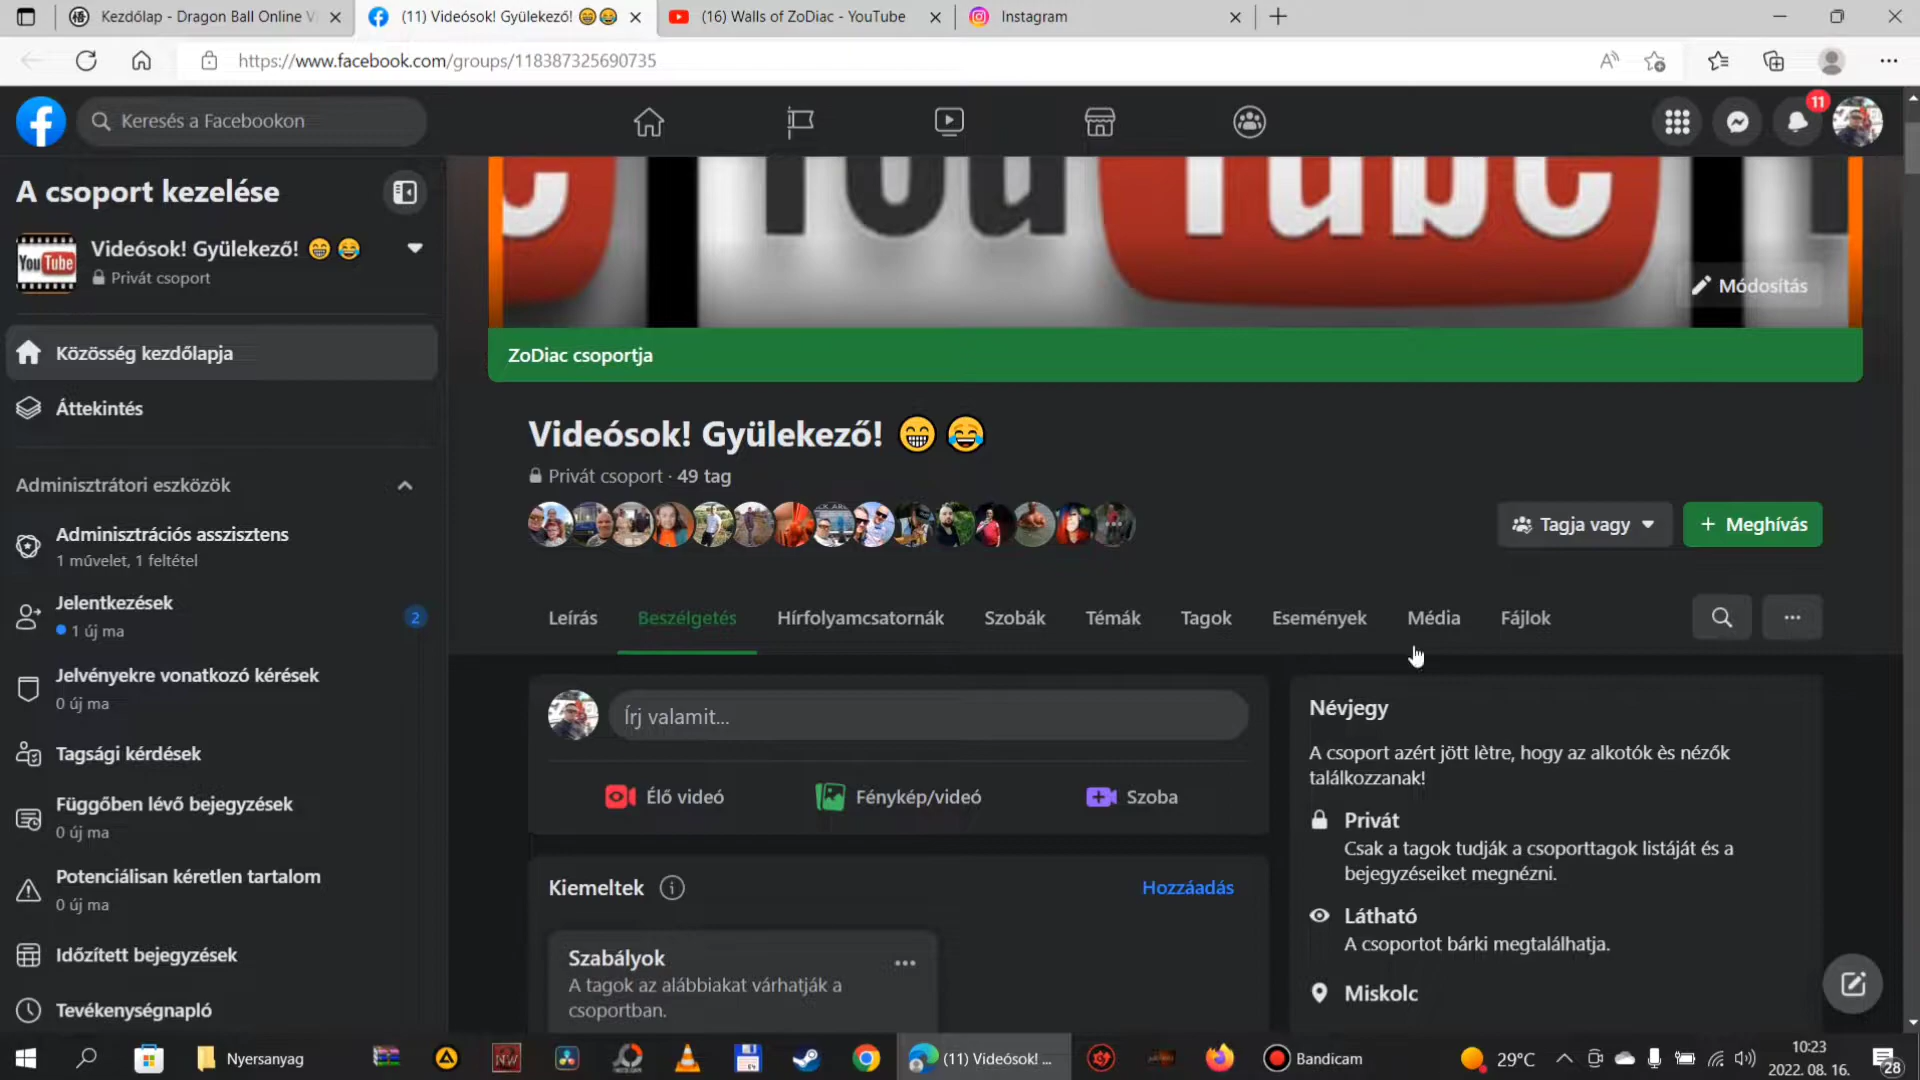 Kezdőlap - Dragon Ball Online V
(11) Videósok! Gyülekező! 😁😂
(16) Walls of ZoDiac - YouTube
Instagram
https://www.facebook.com/groups/118387325690735
Keresés a Facebookon
11
A csoport kezelése
YouTube
Videósok! Gyülekező! 😁 😂
Privát csoport
Közösség kezdőlapja
Áttekintés
Adminisztrátori eszközök
Adminisztrációs asszisztens
1 művelet, 1 feltétel
Jelentkezések
1 új ma
2
Jelvényekre vonatkozó kérések
0 új ma
Tagsági kérdések
Függőben lévő bejegyzések
0 új ma
Potenciálisan kéretlen tartalom
0 új ma
Időzített bejegyzések
Tevékenységnapló
YouTube
Módosítás
ZoDiac csoportja
Videósok! Gyülekező! 😁 😂
Privát csoport · 49 tag
Tagja vagy
+ Meghívás
Leírás
Beszélgetés
Hírfolyamcsatornák
Szobák
Témák
Tagok
Események
Média
Fájlok
Írj valamit...
Élő videó
Fénykép/videó
Szoba
Kiemeltek
Hozzáadás
Szabályok
A tagok az alábbiakat várhatják a
csoportban.
Névjegy
A csoport azért jött lètre, hogy az alkotók ès nézők
találkozzanak!
Privát
Csak a tagok tudják a csoporttagok listáját és a
bejegyzéseiket megnézni.
Látható
A csoportot bárki megtalálhatja.
Miskolc
Nyersanyag
NW
(11) Videósok! ...
Bandicam
29°C
10:23
2022. 08. 16.
28